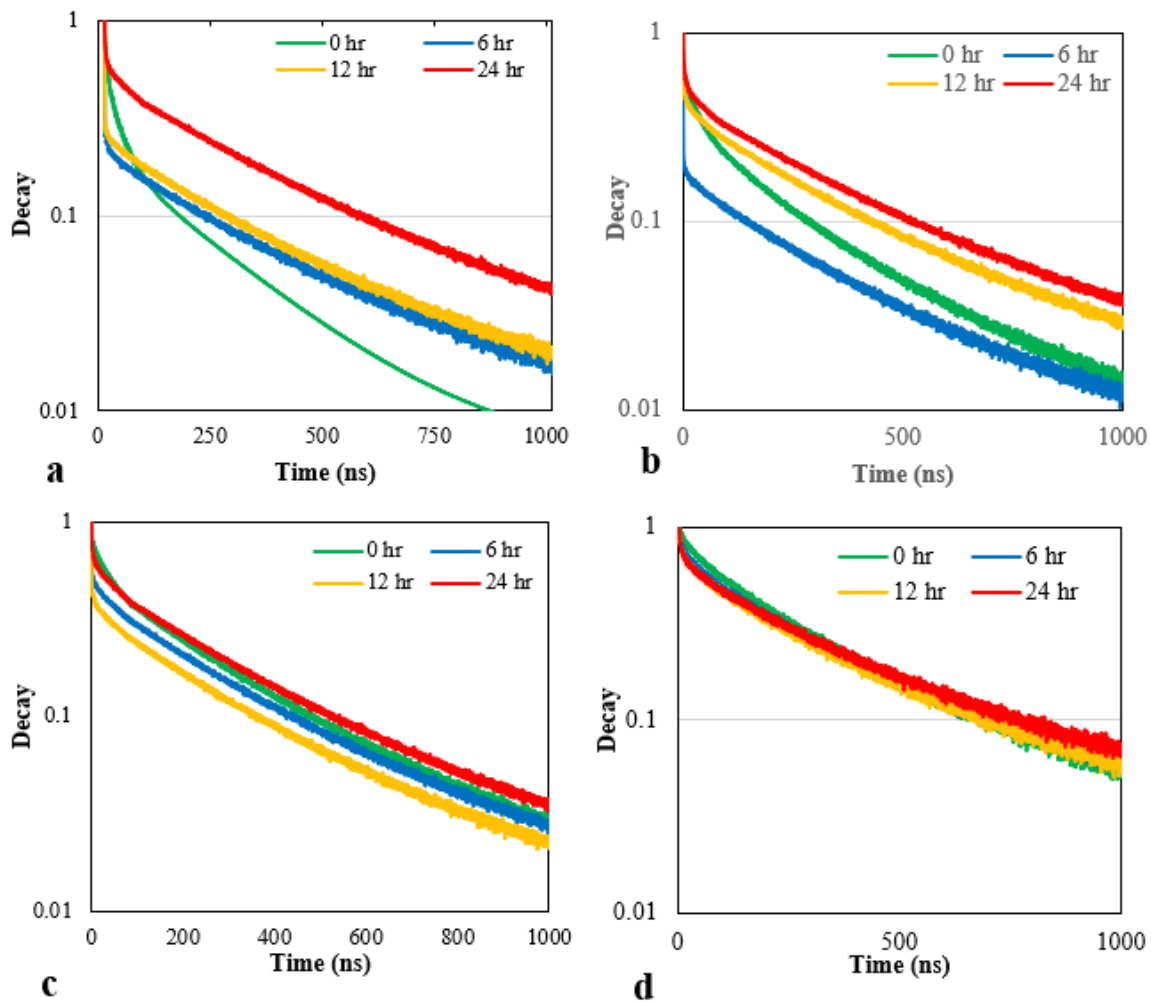 1
0 hr 6 hr
12 hr 24 hr
Decay
0.1
0.01
0 250 500 750 1000
Time (ns)
a
1
0 hr 6 hr
12 hr 24 hr
Decay
0.1
0.01
0 500 1000
Time (ns)
b
1
0 hr 6 hr
12 hr 24 hr
Decay
0.1
0.01
0 200 400 600 800 1000
Time (ns)
c
1
0 hr 6 hr
12 hr 24 hr
Decay
0.1
0.01
0 500 1000
Time (ns)
d